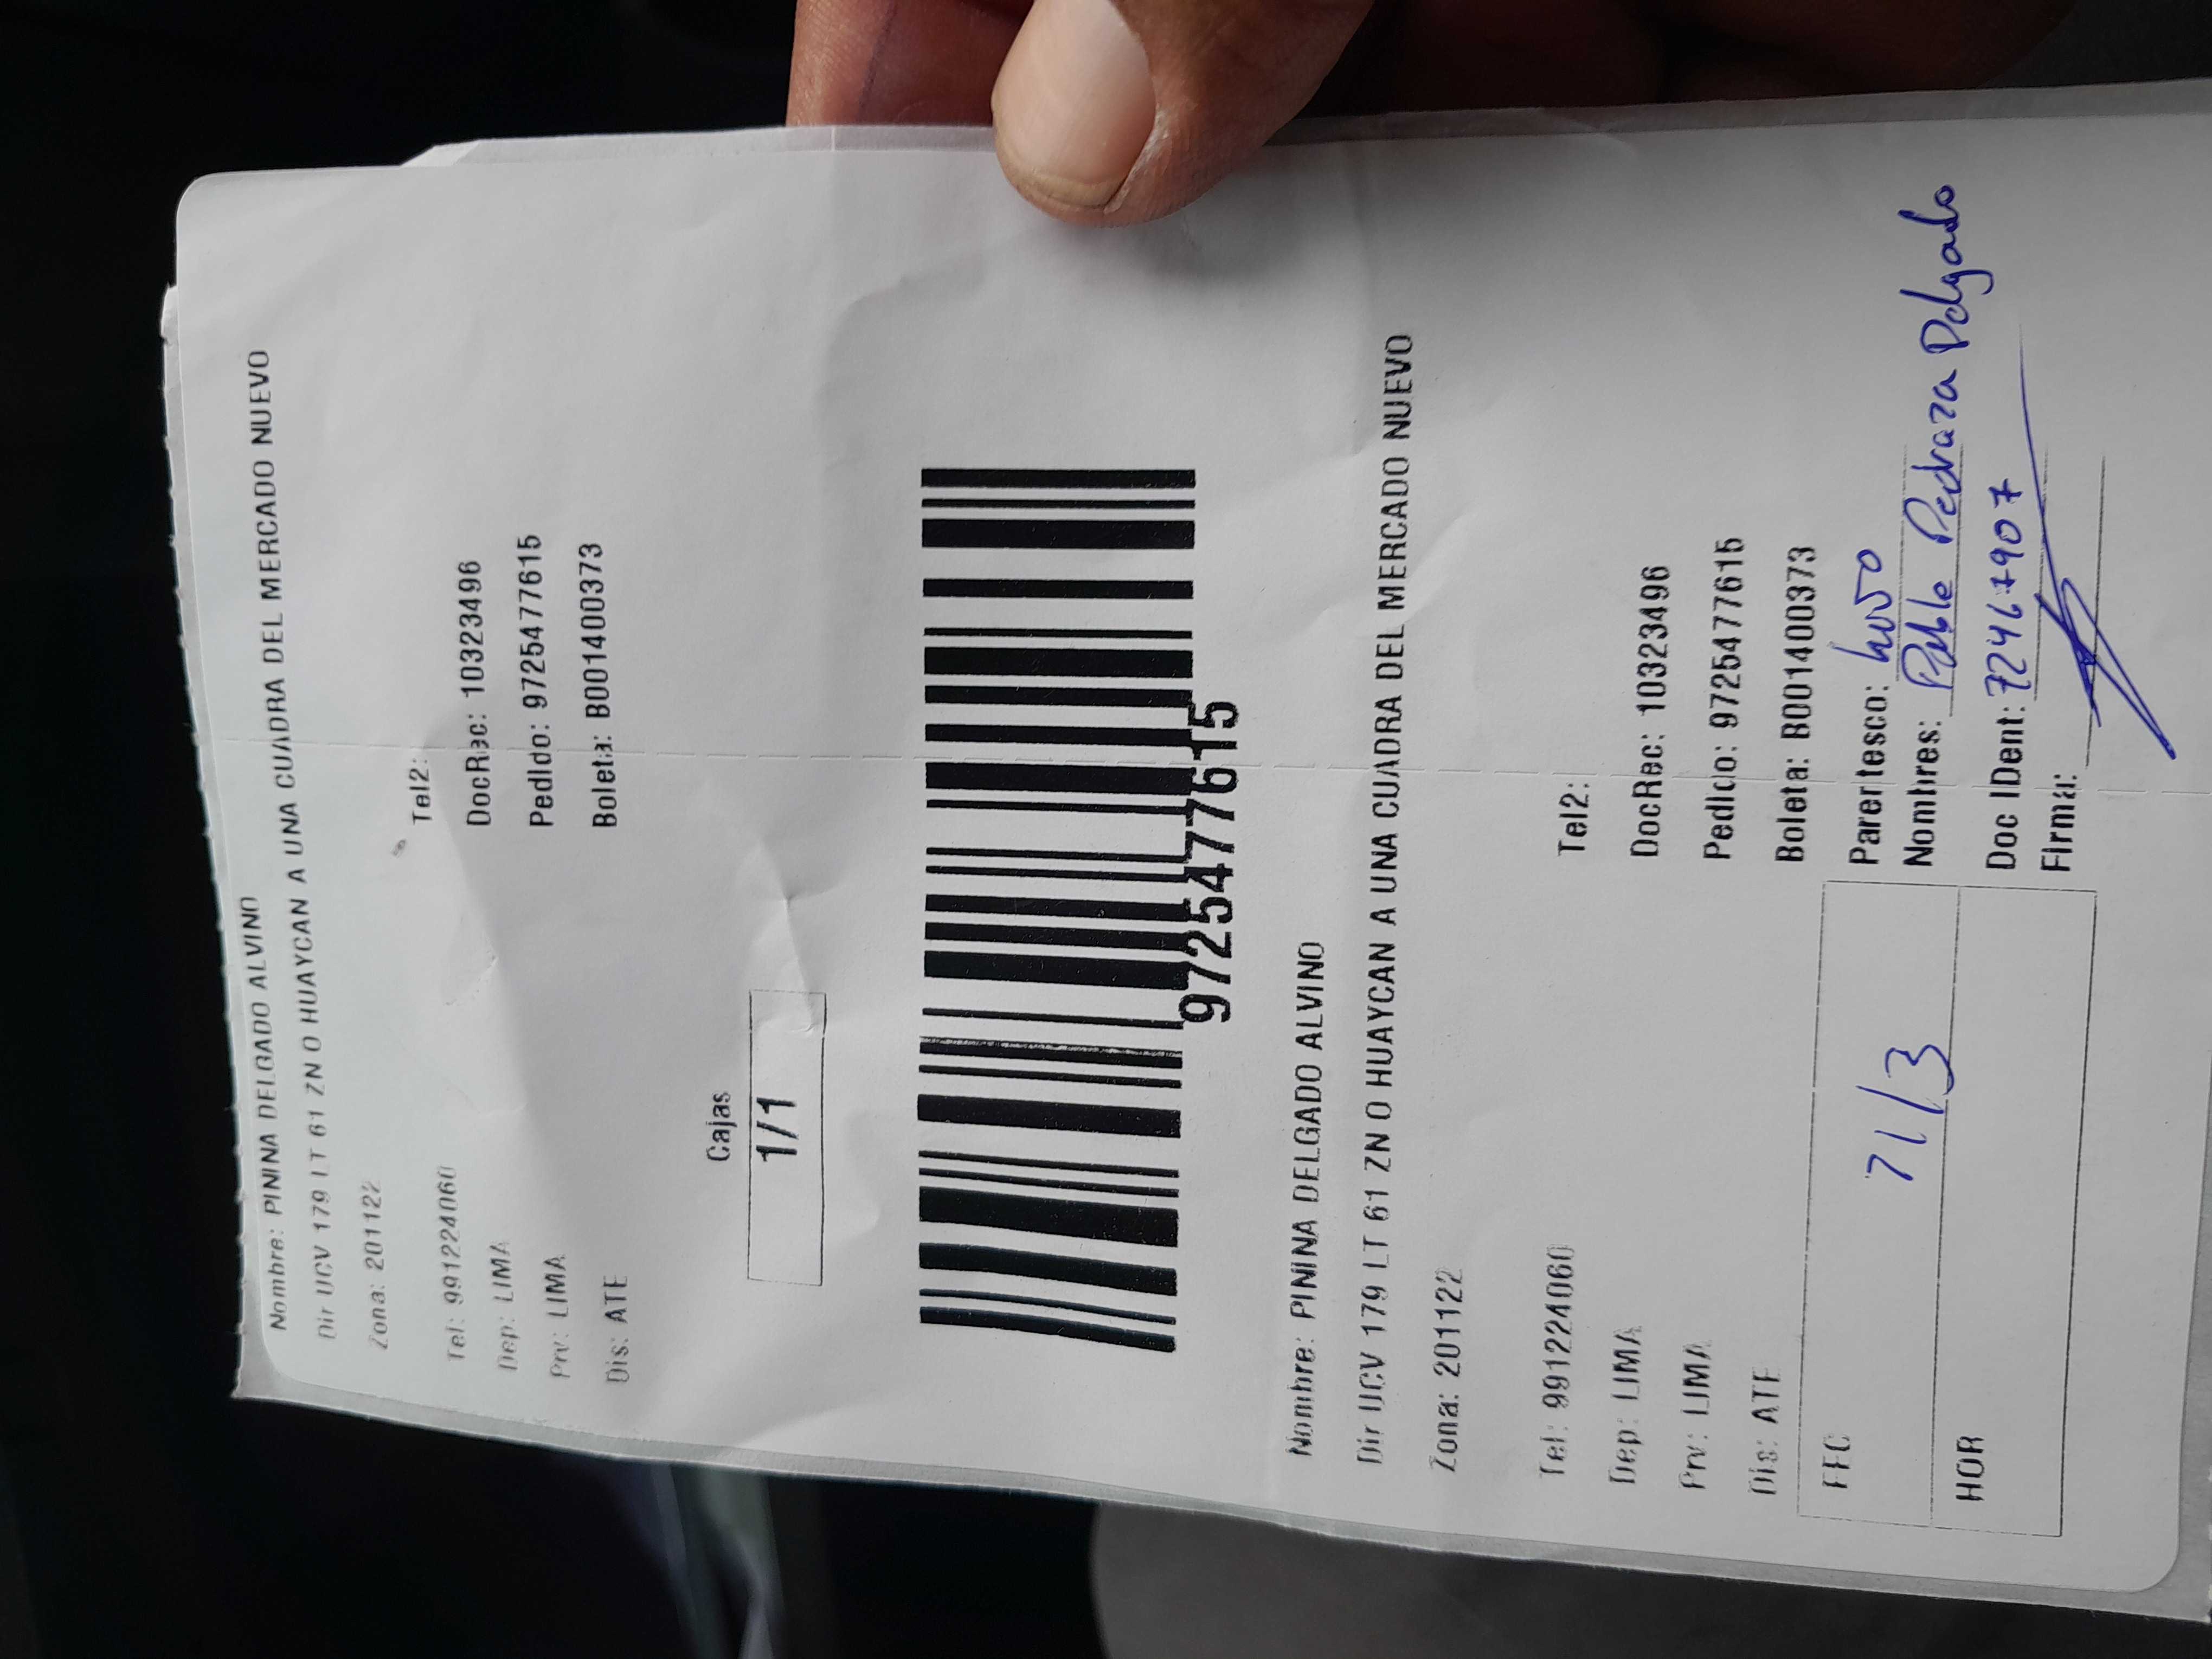 Nombre: PININA DELGADO ALVINO
Dir UCV 179 LT 61 ZN O HUAYCAN A UNA CUADRA DEL MERCADO NUEVO
Zona: 201122
Tel: 991224060 Tel2:
Dep: LIMA DocRec: 10323496
Prv: LIMA Pedido: 9725477615
Dis: ATE Boleta: B001400373
Cajas
1/1
9725477615
Nombre: PININA DELGADO ALVINO
Dir UCV 179 LT 61 ZN O HUAYCAN A UNA CUADRA DEL MERCADO NUEVO
Zona: 201122
Tel: 991224060 Tel2:
Dep: LIMA DocRec: 10323496
Prv: LIMA Pedido: 9725477615
Dis: ATE Boleta: B001400373
FEC 71/3 Parentesco:
Nombres: Pablo Pedraza Delgado
HOR Doc IDent: 72467907
Firma: